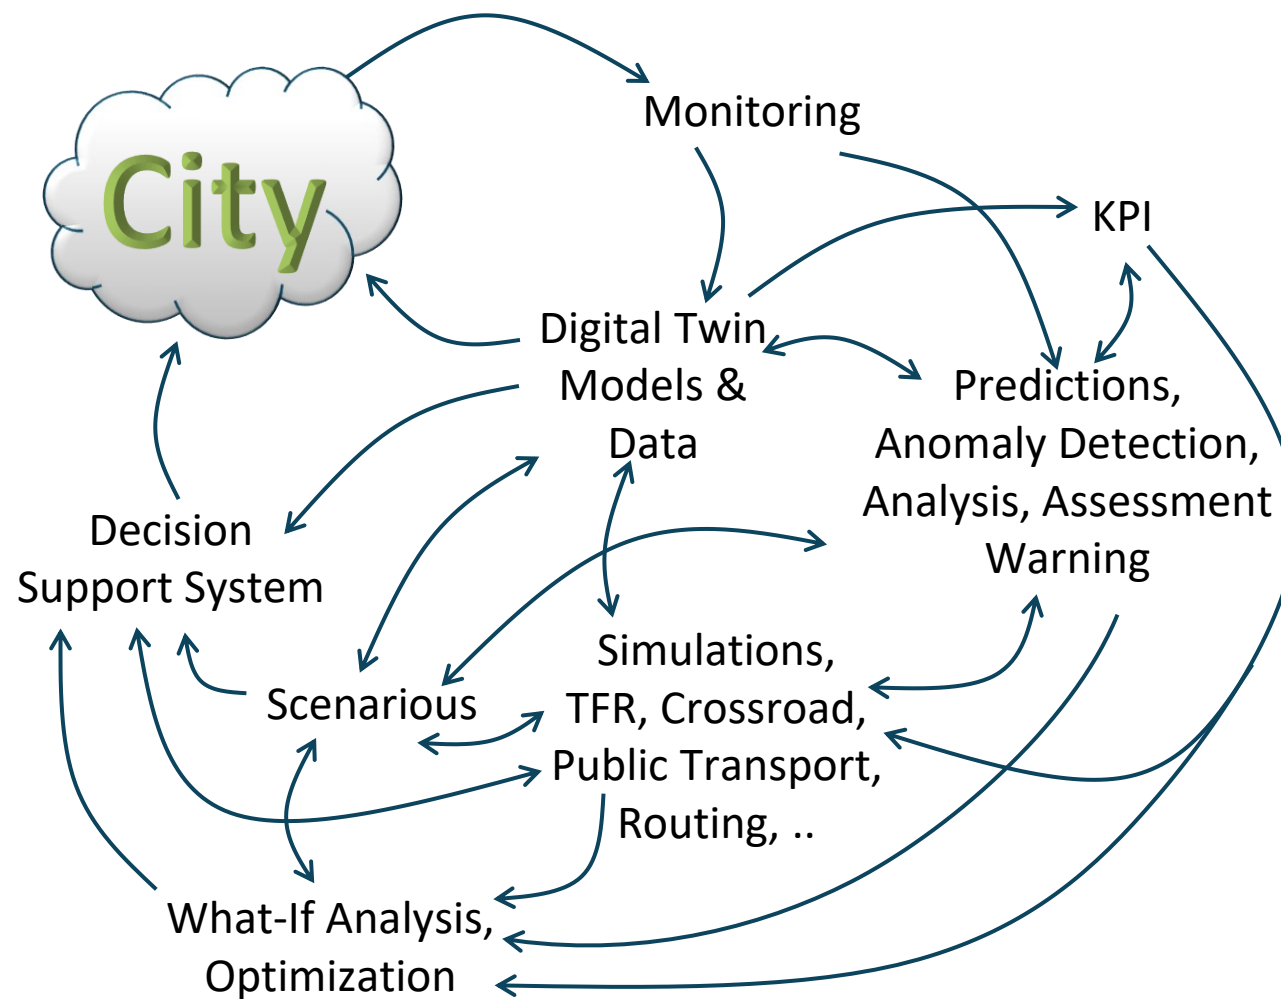 City
Monitoring
KPI
Digital Twin
Models &
Data
Predictions,
Anomaly Detection,
Analysis, Assessment
Warning
Decision
Support System
Scenarious
Simulations,
TFR, Crossroad,
Public Transport,
Routing, ..
What-If Analysis,
Optimization